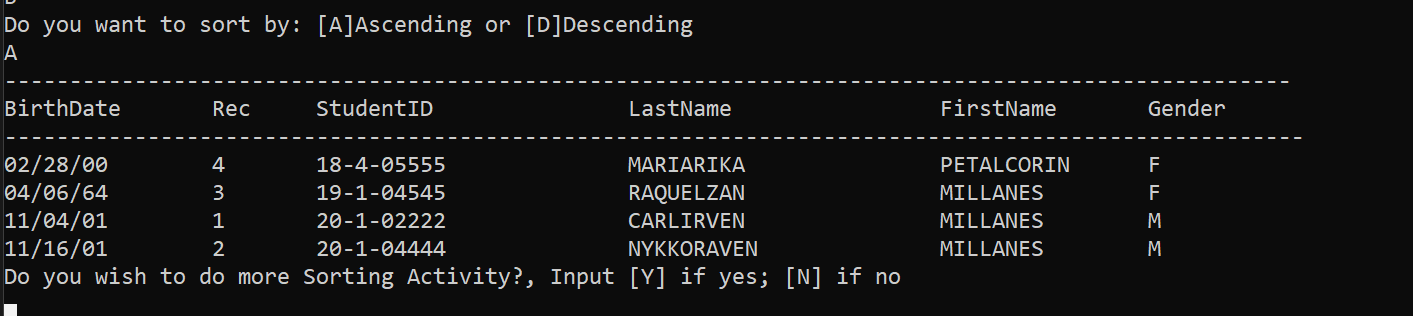 Do you want to sort by: [A]Ascending or [D]Descending
A
---------------------------------------------------------------------------------------------------
BirthDate Rec StudentID LastName FirstName Gender
----------------------------------------------------------------------------------------------------
02/28/00 4 18-4-05555 MARIARIKA PETALCORIN F
04/06/64 3 19-1-04545 RAQUELZAN MILLANES F
11/04/01 1 20-1-02222 CARLIRVEN MILLANES M
11/16/01 2 20-1-04444 NYKKORAVEN MILLANES M
Do you wish to do more Sorting Activity?, Input [Y] if yes; [N] if no